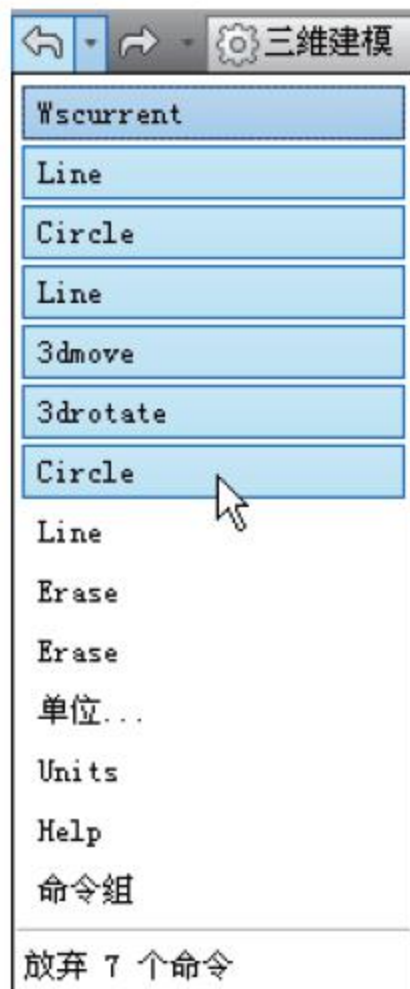 三維建模
Wscurrent
Line
Circle
Line
3dmove
3drotate
Circle
Line
Erase
Erase
单位...
Units
Help
命令组
放弃 7 个命令